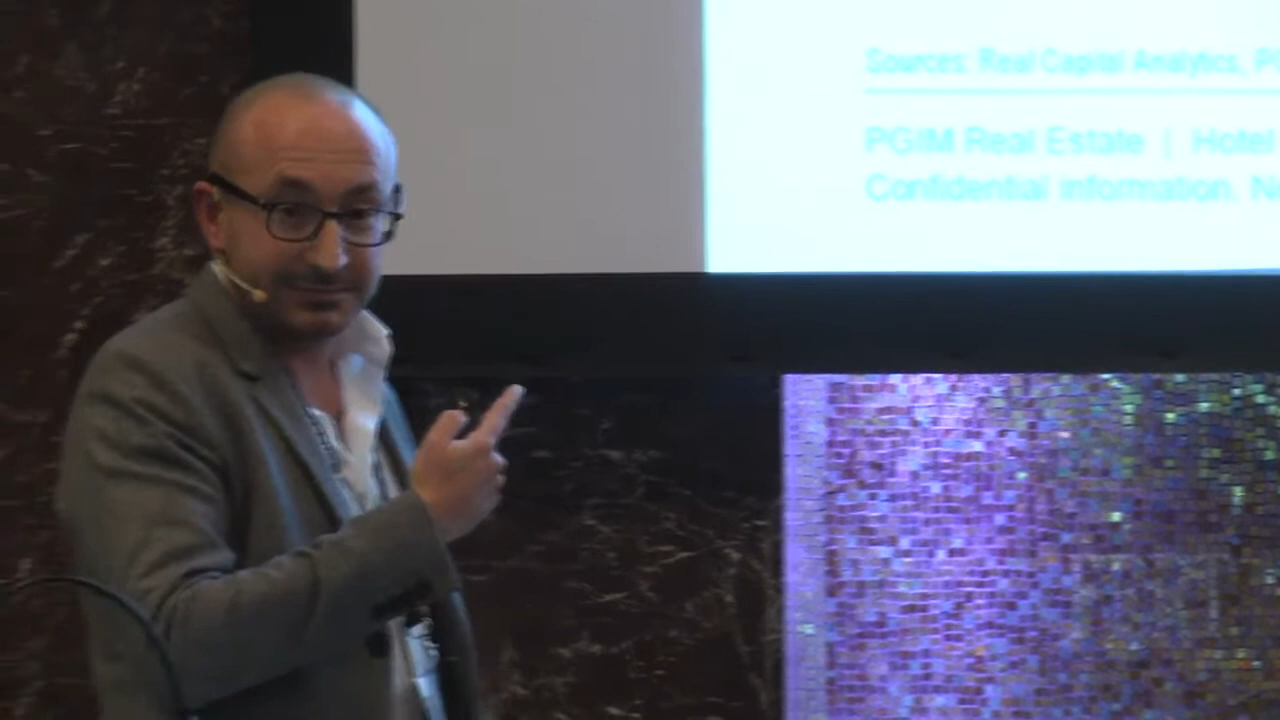 Sources: Real Capital Analytics,
PGIM Real Estate | Hotel
Confidential information.